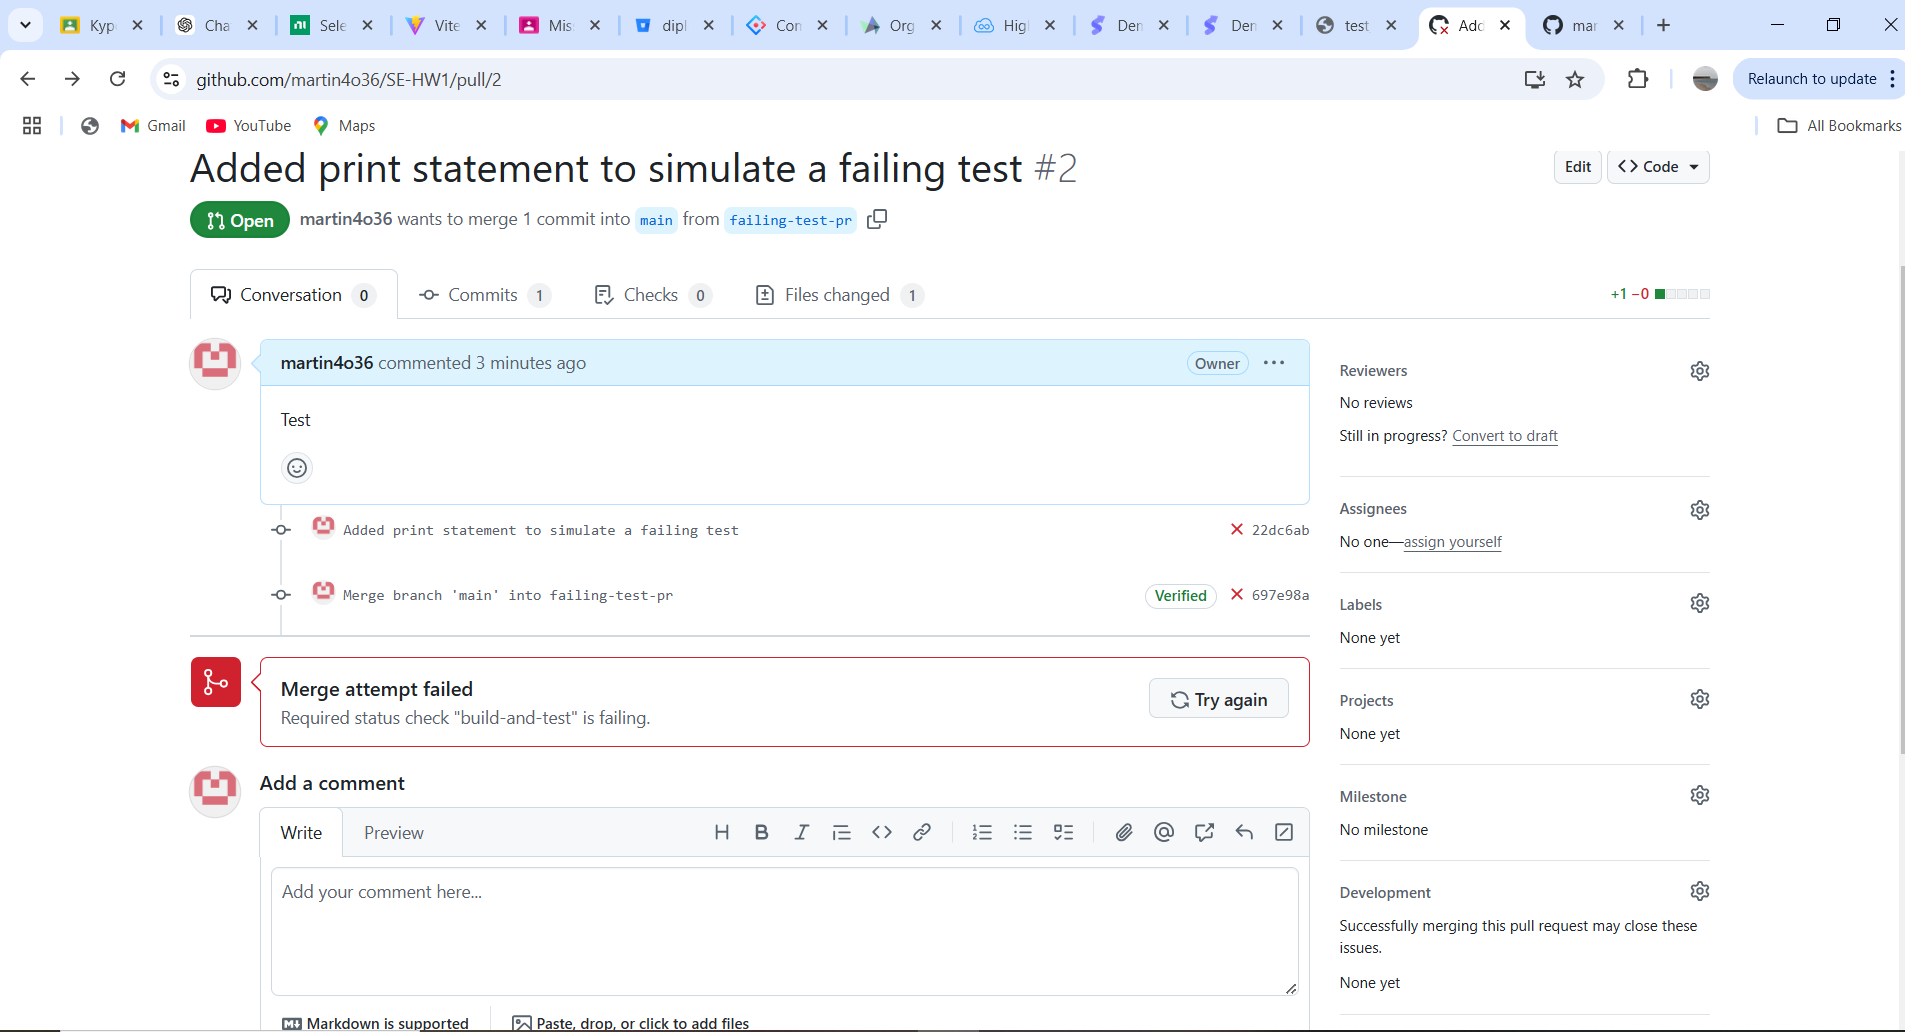 Kyp
Cha
Sele
Vite
Mis
dipl
Con
Org
Higl
Den
Den
test
Add
mar
github.com/martin4o36/SE-HW1/pull/2
Relaunch to update
Gmail
YouTube
Maps
All Bookmarks
Added print statement to simulate a failing test #2
Edit
Code
Open
martin4o36 wants to merge 1 commit into main from failing-test-pr
Conversation 0
Commits 1
Checks 0
Files changed 1
+1 −0
martin4o36 commented 3 minutes ago
Owner
Test
Added print statement to simulate a failing test
22dc6ab
Merge branch 'main' into failing-test-pr
Verified
697e98a
Merge attempt failed
Required status check "build-and-test" is failing.
Try again
Add a comment
Write
Preview
Add your comment here...
Markdown is supported
Paste, drop, or click to add files
Reviewers
No reviews
Still in progress? Convert to draft
Assignees
No one—assign yourself
Labels
None yet
Projects
None yet
Milestone
No milestone
Development
Successfully merging this pull request may close these
issues.
None yet